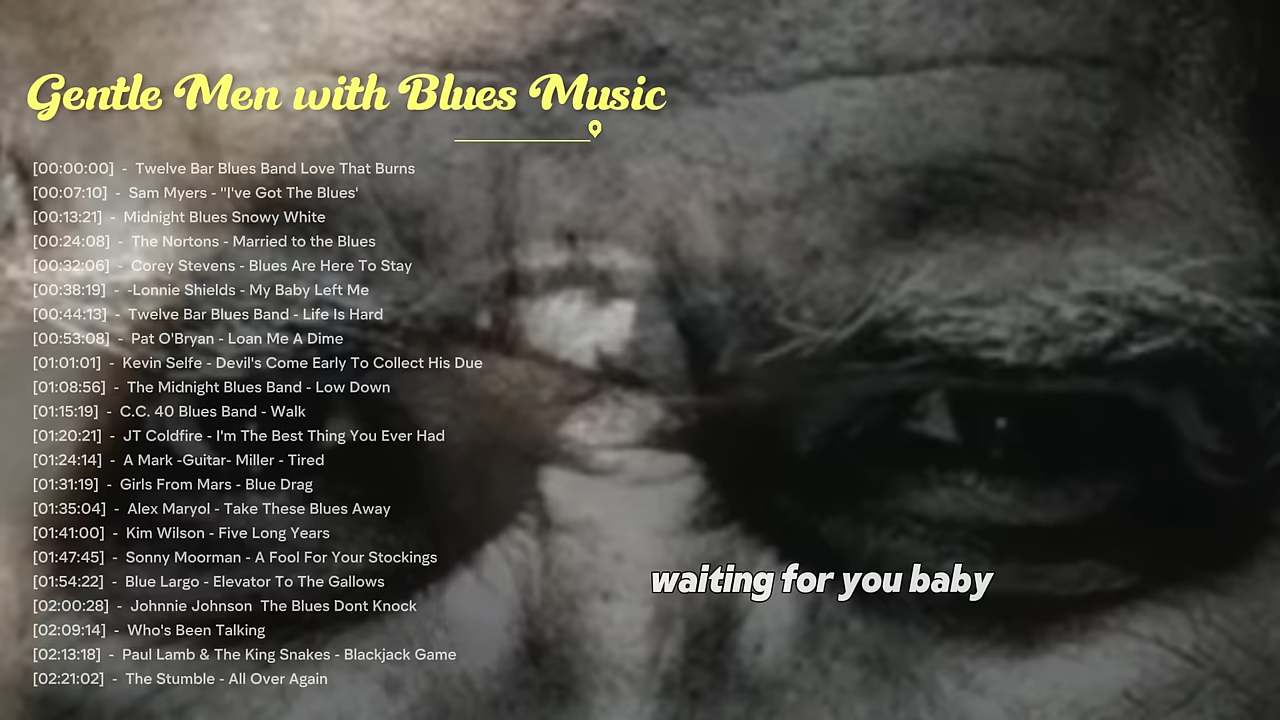 Gentle Men with Blues Music
[00:00:00] - Twelve Bar Blues Band Love That Burns
[00:07:10] - Sam Myers - "I've Got The Blues'
[00:13:21] - Midnight Blues Snowy White
[00:24:08] - The Nortons - Married to the Blues
[00:32:06] - Corey Stevens - Blues Are Here To Stay
[00:38:19] - -Lonnie Shields - My Baby Left Me
[00:44:13] - Twelve Bar Blues Band - Life Is Hard
[00:53:08] - Pat O'Bryan - Loan Me A Dime
[01:01:01] - Kevin Selfe - Devil's Come Early To Collect His Due
[01:08:56] - The Midnight Blues Band - Low Down
[01:15:19] - C.C. 40 Blues Band - Walk
[01:20:21] - JT Coldfire - I'm The Best Thing You Ever Had
[01:24:14] - A Mark -Guitar- Miller - Tired
[01:31:19] - Girls From Mars - Blue Drag
[01:35:04] - Alex Maryol - Take These Blues Away
[01:41:00] - Kim Wilson - Five Long Years
[01:47:45] - Sonny Moorman - A Fool For Your Stockings
[01:54:22] - Blue Largo - Elevator To The Gallows
[02:00:28] - Johnnie Johnson  The Blues Dont Knock
[02:09:14] - Who's Been Talking
[02:13:18] - Paul Lamb & The King Snakes - Blackjack Game
[02:21:02] - The Stumble - All Over Again
waiting for you baby